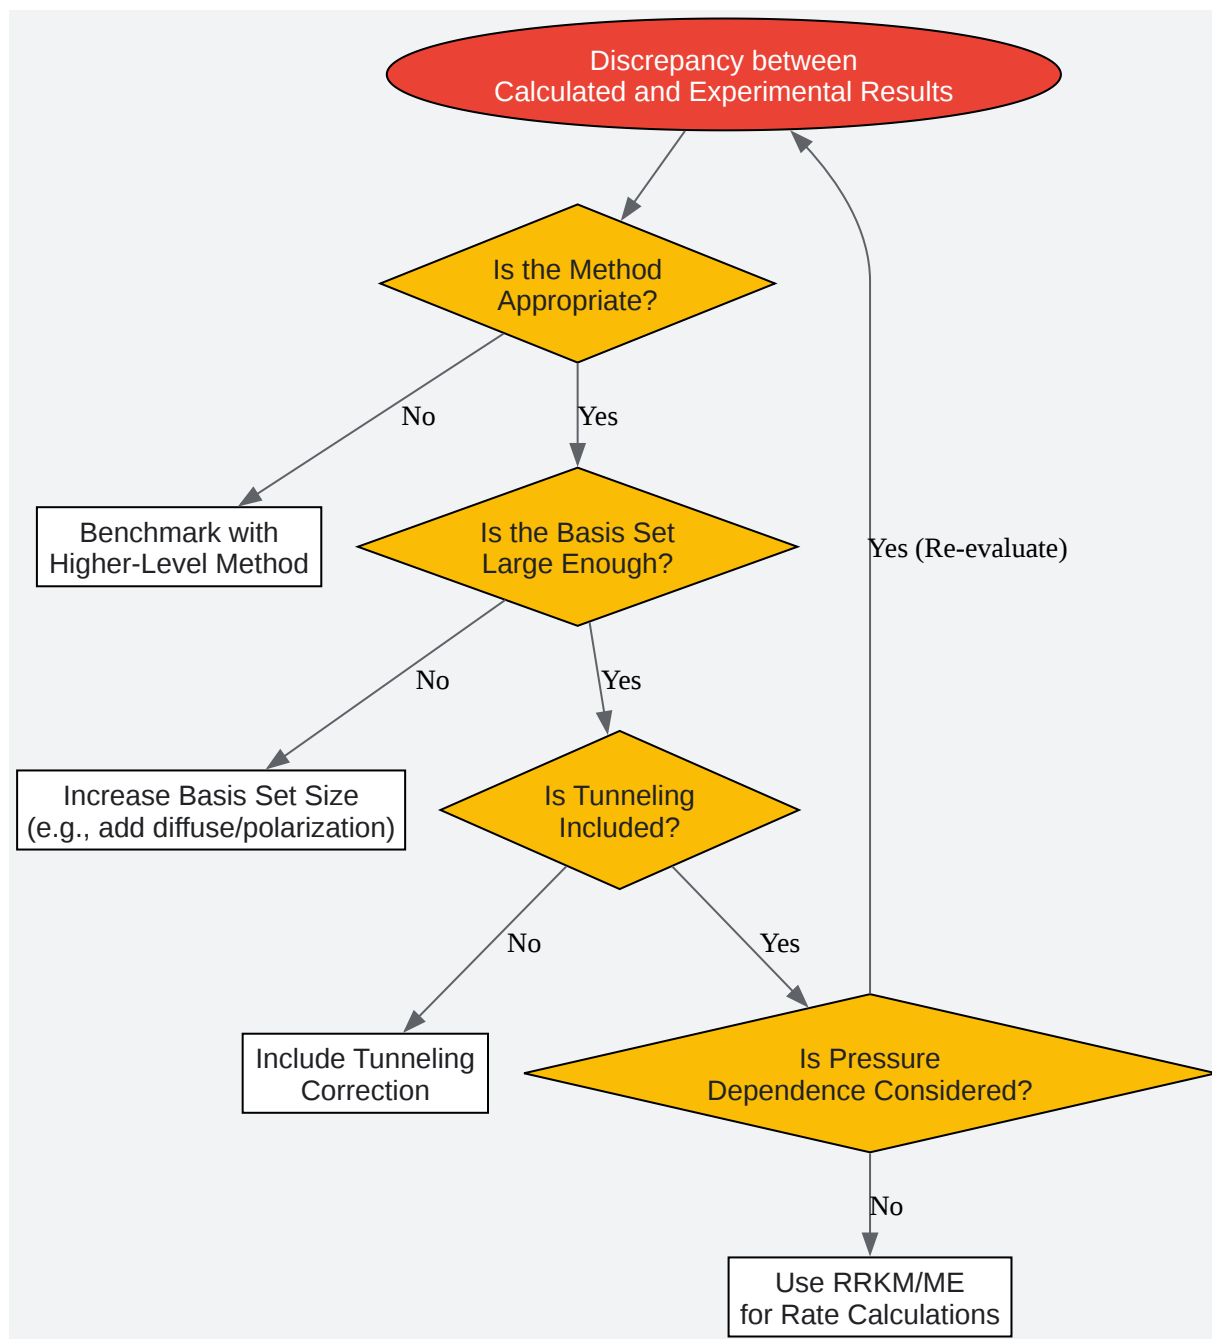 Discrepancy between
Calculated and Experimental Results
Is the Method
Appropriate?
No
Yes
Benchmark with
Higher-Level Method
Is the Basis Set
Large Enough?
Yes (Re-evaluate)
No
Yes
Increase Basis Set Size
(e.g., add diffuse/polarization)
Is Tunneling
Included?
No
Yes
Include Tunneling
Correction
Is Pressure
Dependence Considered?
No
Use RRKM/ME
for Rate Calculations